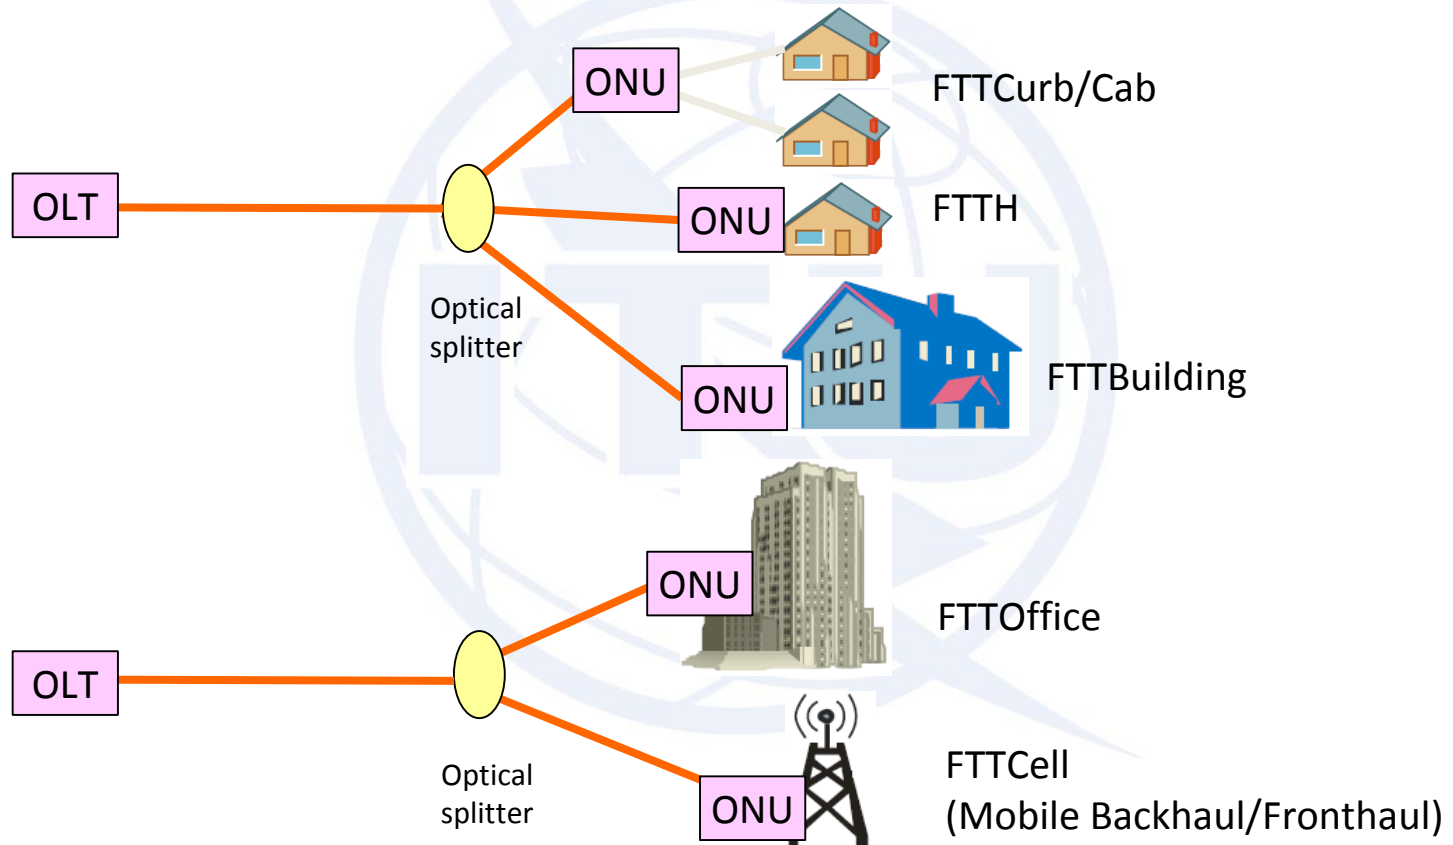 ONU
FTTCurb/Cab
OLT
ONU
FTTH
Optical
splitter
ONU
FTTBuilding
ITU
ONU
FTTOffice
OLT
Optical
splitter
ONU
FTTCell
(Mobile Backhaul/Fronthaul)